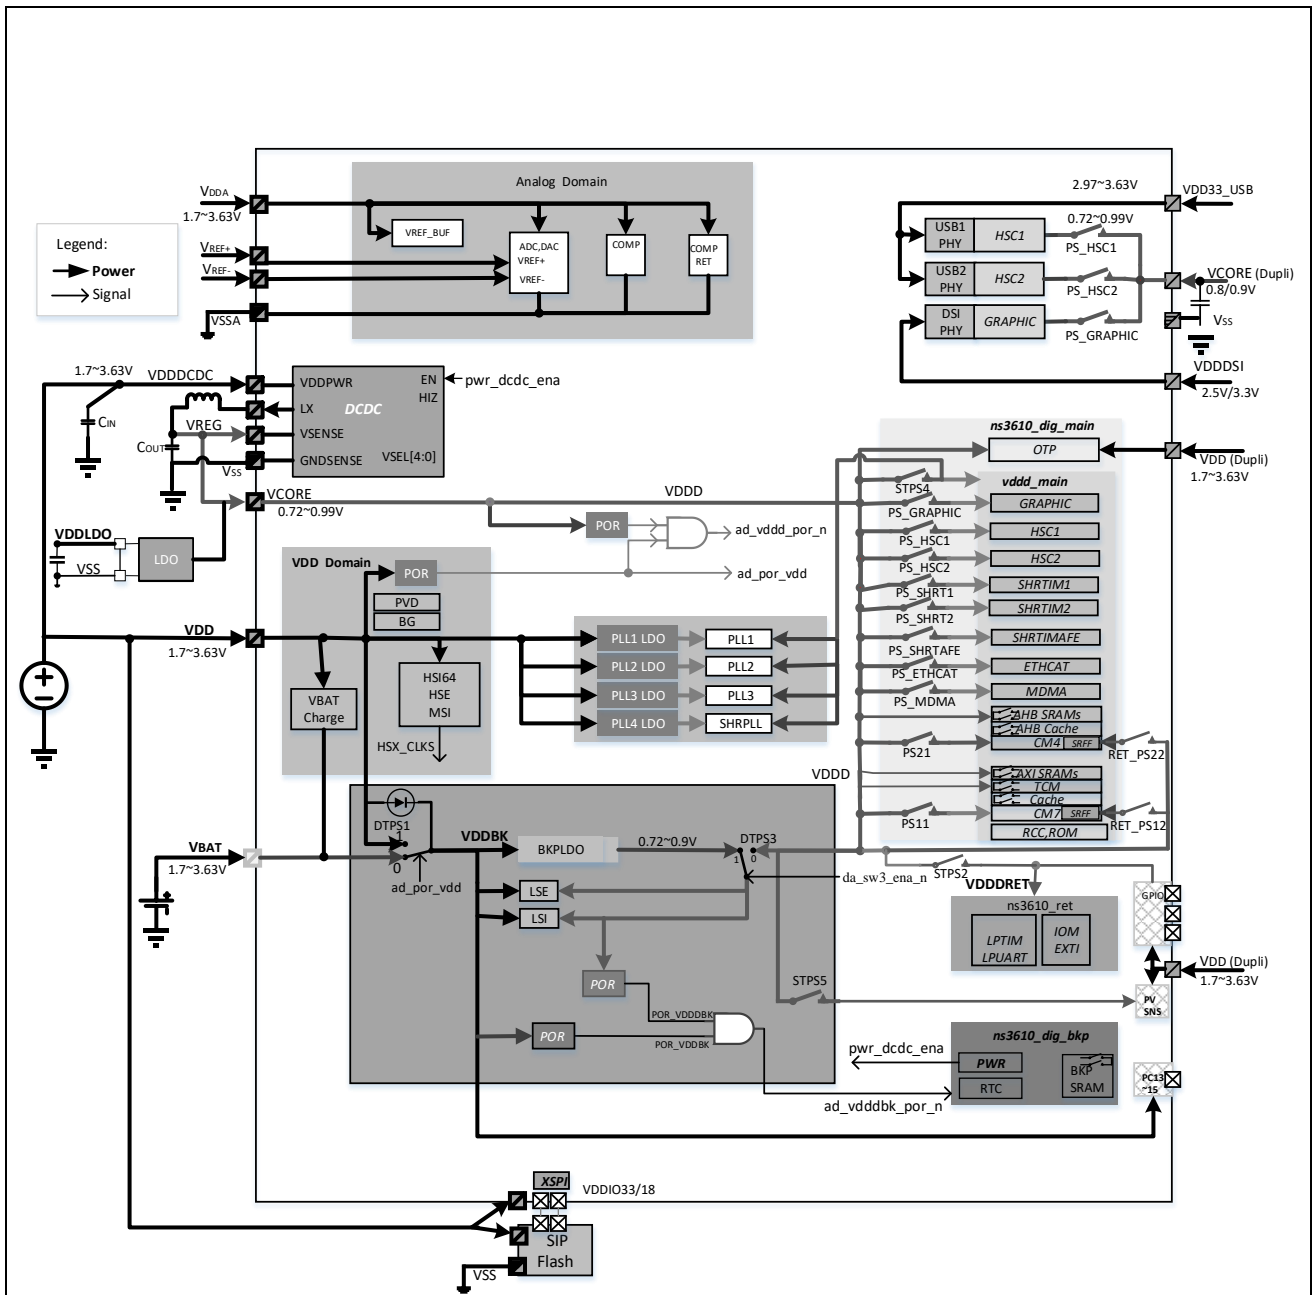 Analog Domain
VDDA
1.7~3.63V
VREF+
VREF-
VSSA
VREF_BUF
ADC,DAC
VREF+
VREF-
COMP
COMP
RET
Legend:
Power
Signal
2.97~3.63V
VDD33_USB
USB1
PHY
HSC1
0.72~0.99V
PS_HSC1
USB2
PHY
HSC2
PS_HSC2
VCORE (Dupli)
0.8/0.9V
DSI
PHY
GRAPHIC
PS_GRAPHIC
VSS
VDDDSI
2.5V/3.3V
1.7~3.63V
VDDDCDC
CIN
VREG
COUT
VSS
VDDPWR
LX
VSENSE
GNDSENSE
DCDC
EN
HIZ
VSEL[4:0]
pwr_dcdc_ena
VCORE
0.72~0.99V
VDDD
VDDLDO
VSS
LDO
POR
ad_vddd_por_n
ad_por_vdd
VDD Domain
POR
PVD
BG
VDD
1.7~3.63V
VBAT
Charge
HSI64
HSE
MSI
HSX_CLKS
PLL1 LDO
PLL1
PLL2 LDO
PLL2
PLL3 LDO
PLL3
PLL4 LDO
SHRPLL
ns3610_dig_main
OTP
VDD (Dupli)
1.7~3.63V
vddd_main
STPS4
PS_GRAPHIC
GRAPHIC
PS_HSC1
HSC1
PS_HSC2
HSC2
PS_SHRT1
SHRTIM1
PS_SHRT2
SHRTIM2
PS_SHRTAFE
SHRTIMAFE
PS_ETHCAT
ETHCAT
PS_MDMA
MDMA
AHB SRAMs
AHB Cache
PS21
CM4
SRFF
RET_PS22
VDDD
AXI SRAMs
TCM
Cache
PS11
CM7
SRFF
RET_PS12
RCC,ROM
DTPS1
1
0
ad_por_vdd
VBAT
1.7~3.63V
VDDBK
BKPLDO
0.72~0.9V
DTPS3
1
0
da_sw3_ena_n
LSE
LSI
POR
POR
POR_VDDDBK
POR_VDDBK
STPS5
STPS2
VDDDRET
ns3610_ret
LPTIM
LPUART
IOM
EXTI
GPIO
VDD (Dupli)
1.7~3.63V
PV
SNS
ns3610_dig_bkp
pwr_dcdc_ena
PWR
RTC
BKP
SRAM
ad_vdddbk_por_n
PC13
~15
XSPI
VDDIO33/18
SIP
Flash
VSS